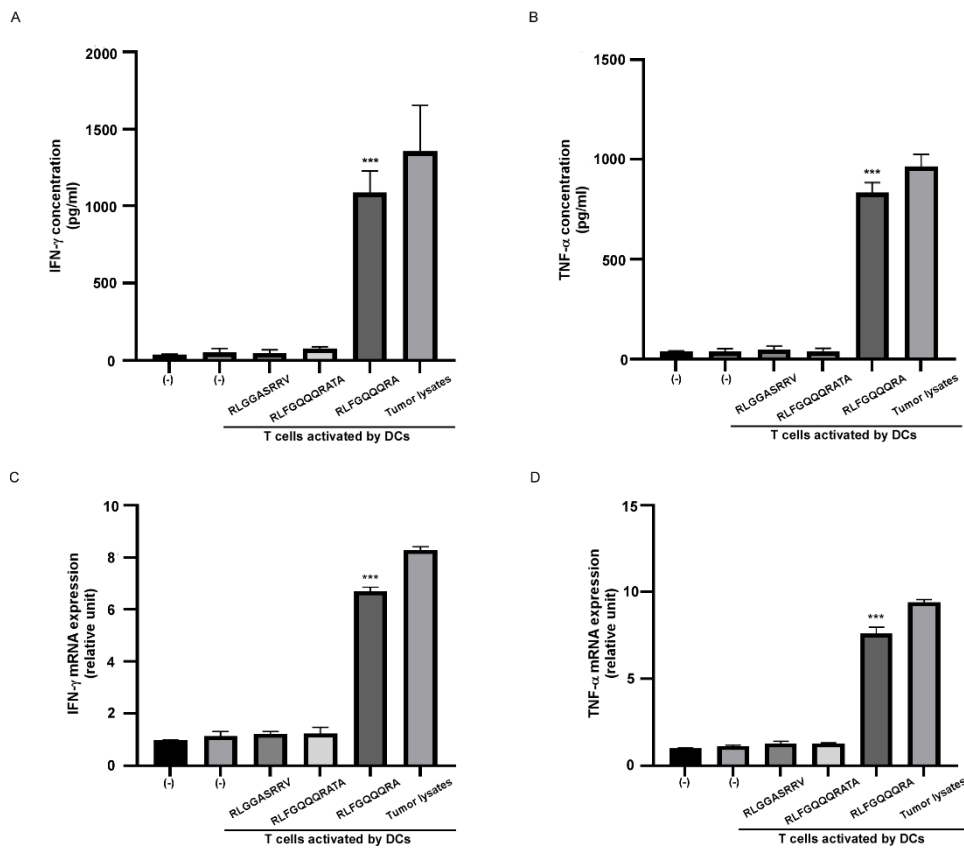 A
IFN-γ concentration
(pg/ml)
2000
1500
1000
500
0
***
(-)
(-)
RLGGASRRV
RLFGQQQRATA
RLFGQQQRA
Tumor lysates
T cells activated by DCs
B
TNF-α concentration
(pg/ml)
1500
1000
500
0
***
(-)
(-)
RLGGASRRV
RLFGQQQRATA
RLFGQQQRA
Tumor lysates
T cells activated by DCs
C
IFN-γ mRNA expression
(relative unit)
10
8
6
4
2
0
***
(-)
(-)
RLGGASRRV
RLFGQQQRATA
RLFGQQQRA
Tumor lysates
T cells activated by DCs
D
TNF-α mRNA expression
(relative unit)
15
10
5
0
***
(-)
(-)
RLGGASRRV
RLFGQQQRATA
RLFGQQQRA
Tumor lysates
T cells activated by DCs